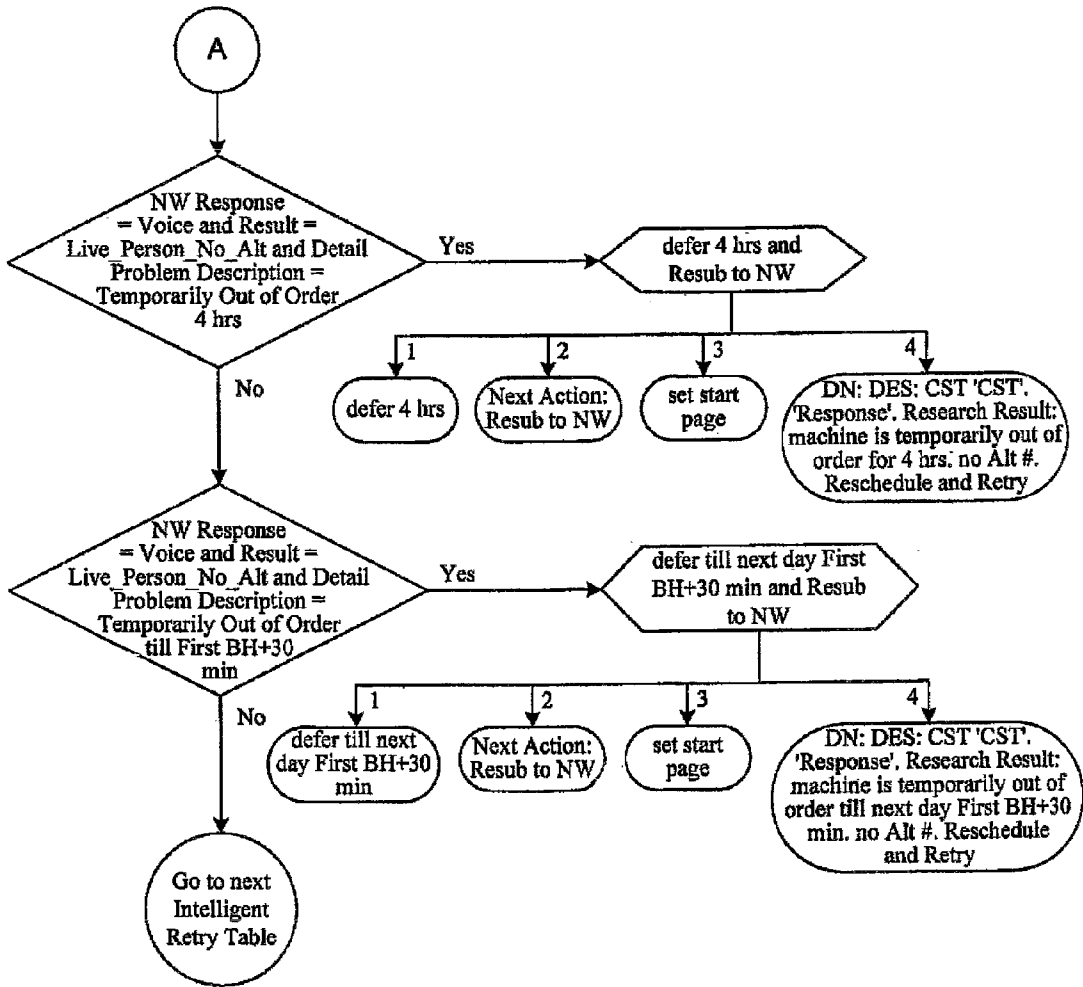 A
NW Response
= Voice and Result =
Live_Person_No_Alt and Detail
Problem Description =
Temporarily Out of Order
4 hrs
Yes
defer 4 hrs and
Resub to NW
No
1
defer 4 hrs
2
Next Action:
Resub to NW
3
set start
page
4
DN: DES: CST 'CST'.
'Response'. Research Result:
machine is temporarily out of
order for 4 hrs. no Alt #.
Reschedule and Retry
NW Response
= Voice and Result =
Live_Person_No_Alt and Detail
Problem Description =
Temporarily Out of Order
till First BH+30
min
Yes
defer till next day First
BH+30 min and Resub
to NW
No
1
defer till next
day First BH+30
min
2
Next Action:
Resub to NW
3
set start
page
4
DN: DES: CST 'CST'.
'Response'. Research Result:
machine is temporarily out of
order till next day First BH+30
min. no Alt #. Reschedule
and Retry
Go to next
Intelligent
Retry Table